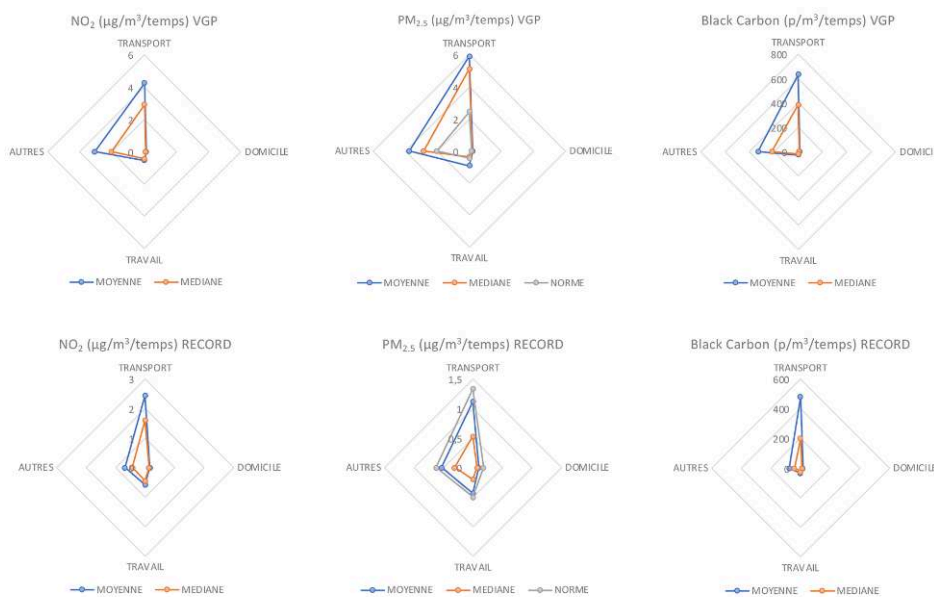 NO₂ (µg/m³/temps) VGP
TRANSPORT
6
4
2
0
AUTRES
DOMICILE
TRAVAIL
MOYENNE MEDIANE
PM₂.₅ (µg/m³/temps) VGP
TRANSPORT
6
4
2
0
AUTRES
DOMICILE
TRAVAIL
MOYENNE MEDIANE NORME
Black Carbon (p/m³/temps) VGP
TRANSPORT
800
600
400
200
0
AUTRES
DOMICI
TRAVAIL
MOYENNE MEDIANE
NO₂ (µg/m³/temps) RECORD
TRANSPORT
3
2
1
0
AUTRES
DOMICILE
TRAVAIL
MOYENNE MEDIANE
PM₂.₅ (µg/m³/temps) RECORD
TRANSPORT
1,5
1
0,5
0
AUTRES
DOMICILE
TRAVAIL
MOYENNE MEDIANE NORME
Black Carbon (p/m³/temps) RECORD
TRANSPORT
600
400
200
0
AUTRES
DOMICILE
TRAVAIL
MOYENNE MEDIANE